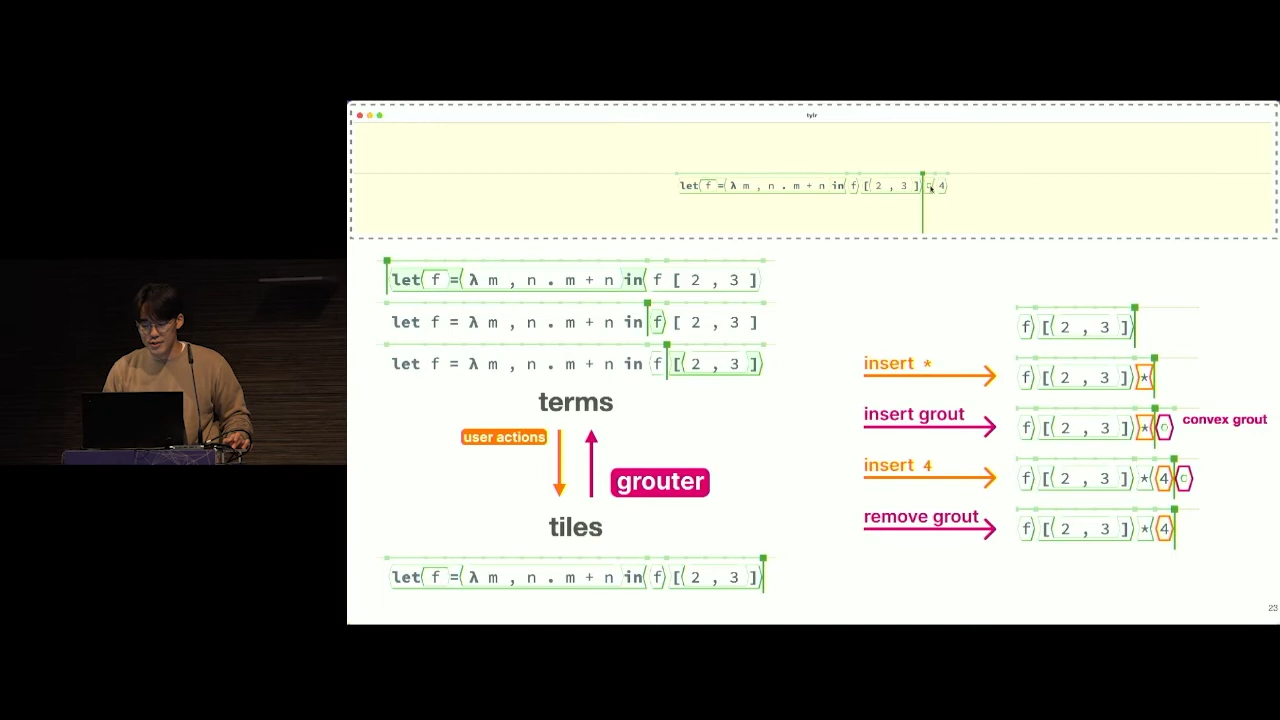 tylr
let f = λ m , n . m + n in f [ 2 , 3 ] 4
let f = λ m , n . m + n in f [ 2 , 3 ]
let f = λ m , n . m + n in f [ 2 , 3 ]
let f = λ m , n . m + n in f [ 2 , 3 ]
terms
user actions
grouter
tiles
let f = λ m , n . m + n in f [ 2 , 3 ]
f [ 2 , 3 ]
insert *
f [ 2 , 3 ] *
insert grout
f [ 2 , 3 ] *
convex grout
insert 4
f [ 2 , 3 ] * 4
remove grout
f [ 2 , 3 ] * 4
23